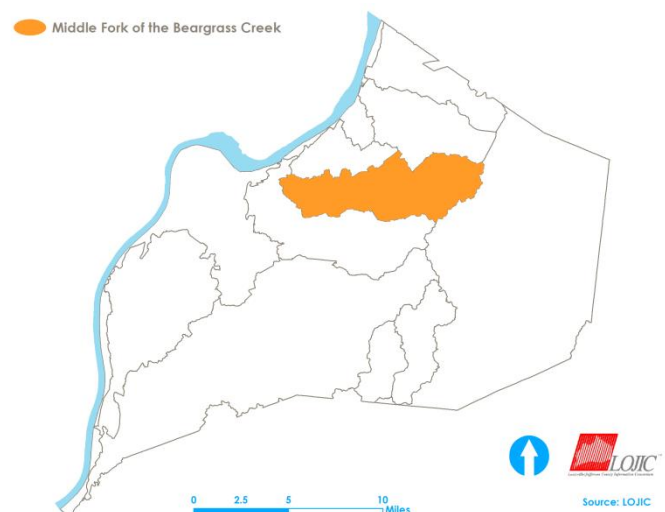 Middle Fork of the Beargrass Creek
LOJIC
0 2.5 5 10
Miles
Source: LOJIC